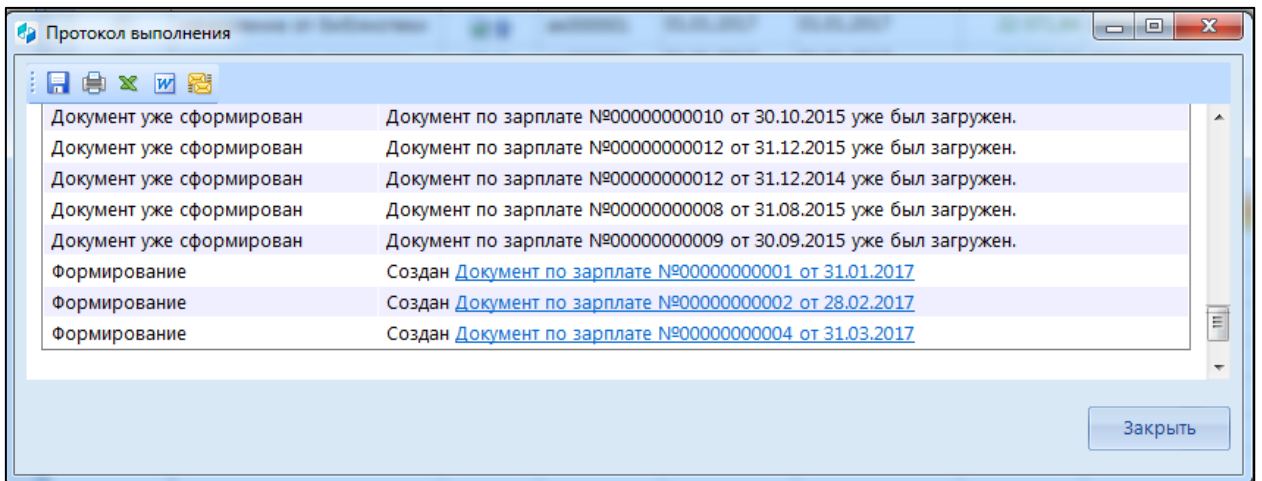 Протокол выполнения
Документ уже сформирован Документ по зарплате №00000000010 от 30.10.2015 уже был загружен.
Документ уже сформирован Документ по зарплате №00000000012 от 31.12.2015 уже был загружен.
Документ уже сформирован Документ по зарплате №00000000012 от 31.12.2014 уже был загружен.
Документ уже сформирован Документ по зарплате №00000000008 от 31.08.2015 уже был загружен.
Документ уже сформирован Документ по зарплате №00000000009 от 30.09.2015 уже был загружен.
Формирование Создан Документ по зарплате №00000000001 от 31.01.2017
Формирование Создан Документ по зарплате №00000000002 от 28.02.2017
Формирование Создан Документ по зарплате №00000000004 от 31.03.2017
Закрыть